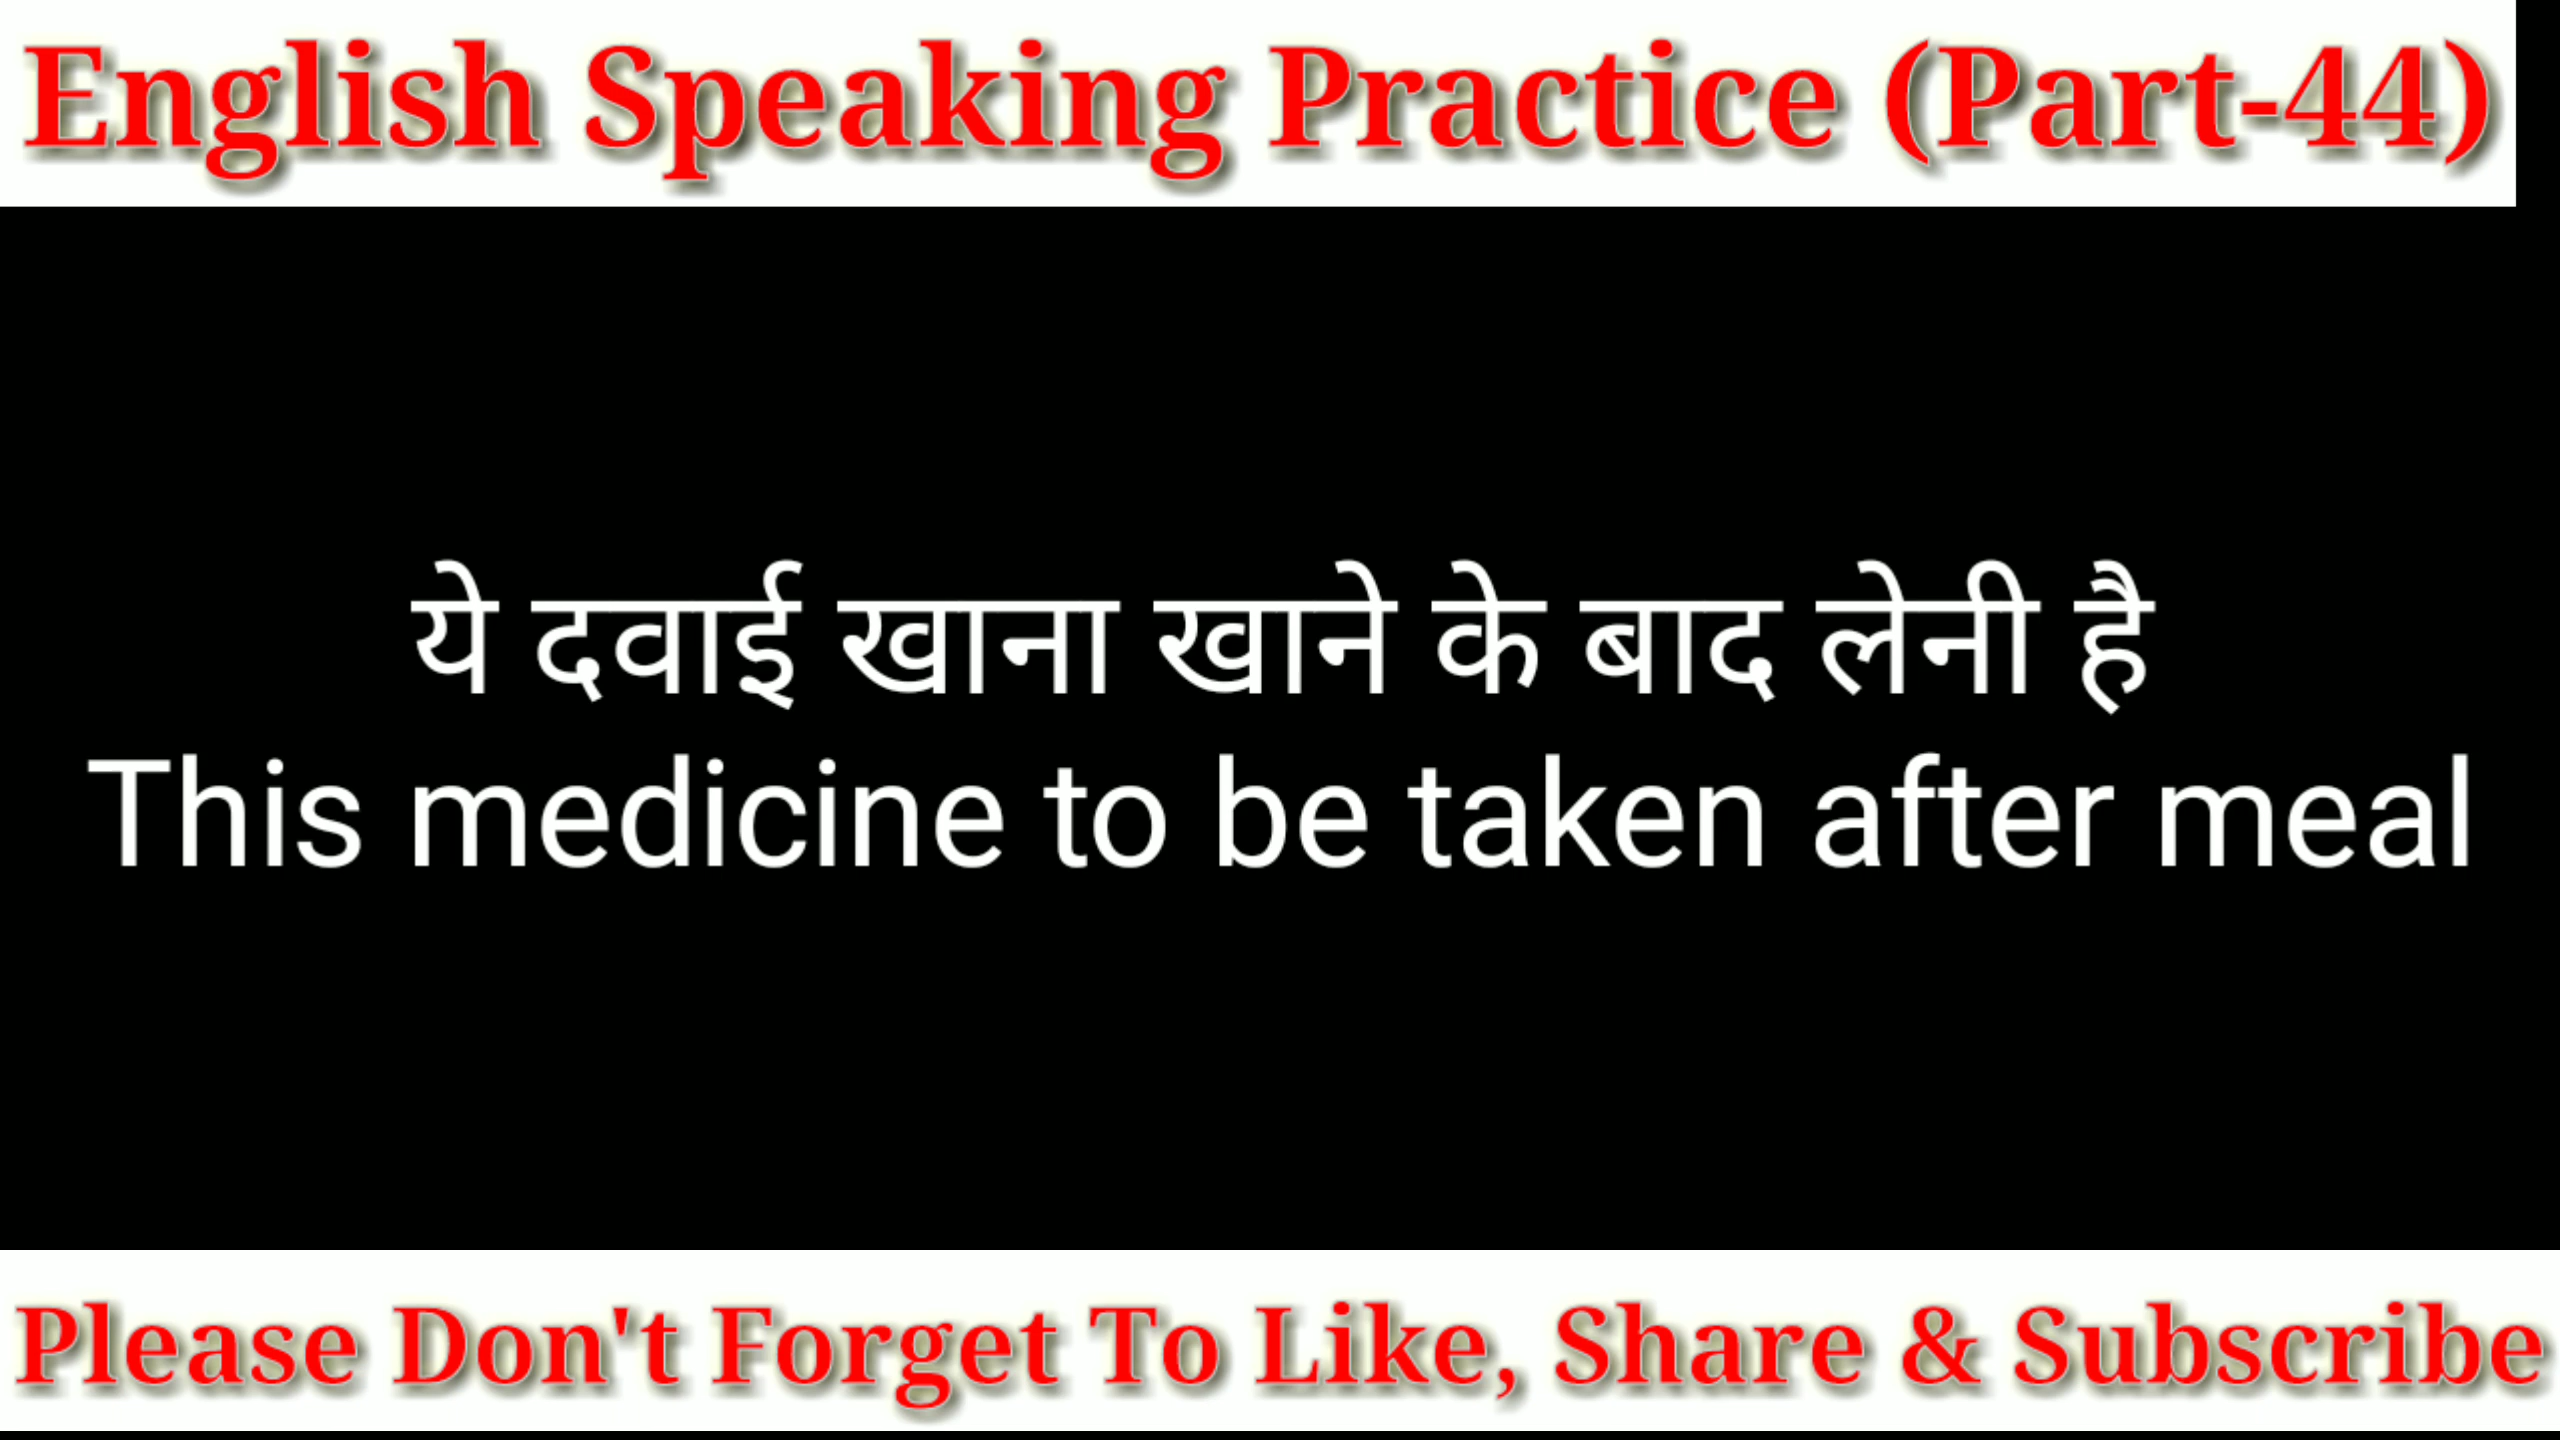 English Speaking Practice (Part-44)
ये दवाई खाना खाने के बाद लेनी है
This medicine to be taken after meal
Please Don't Forget To Like, Share & Subscribe